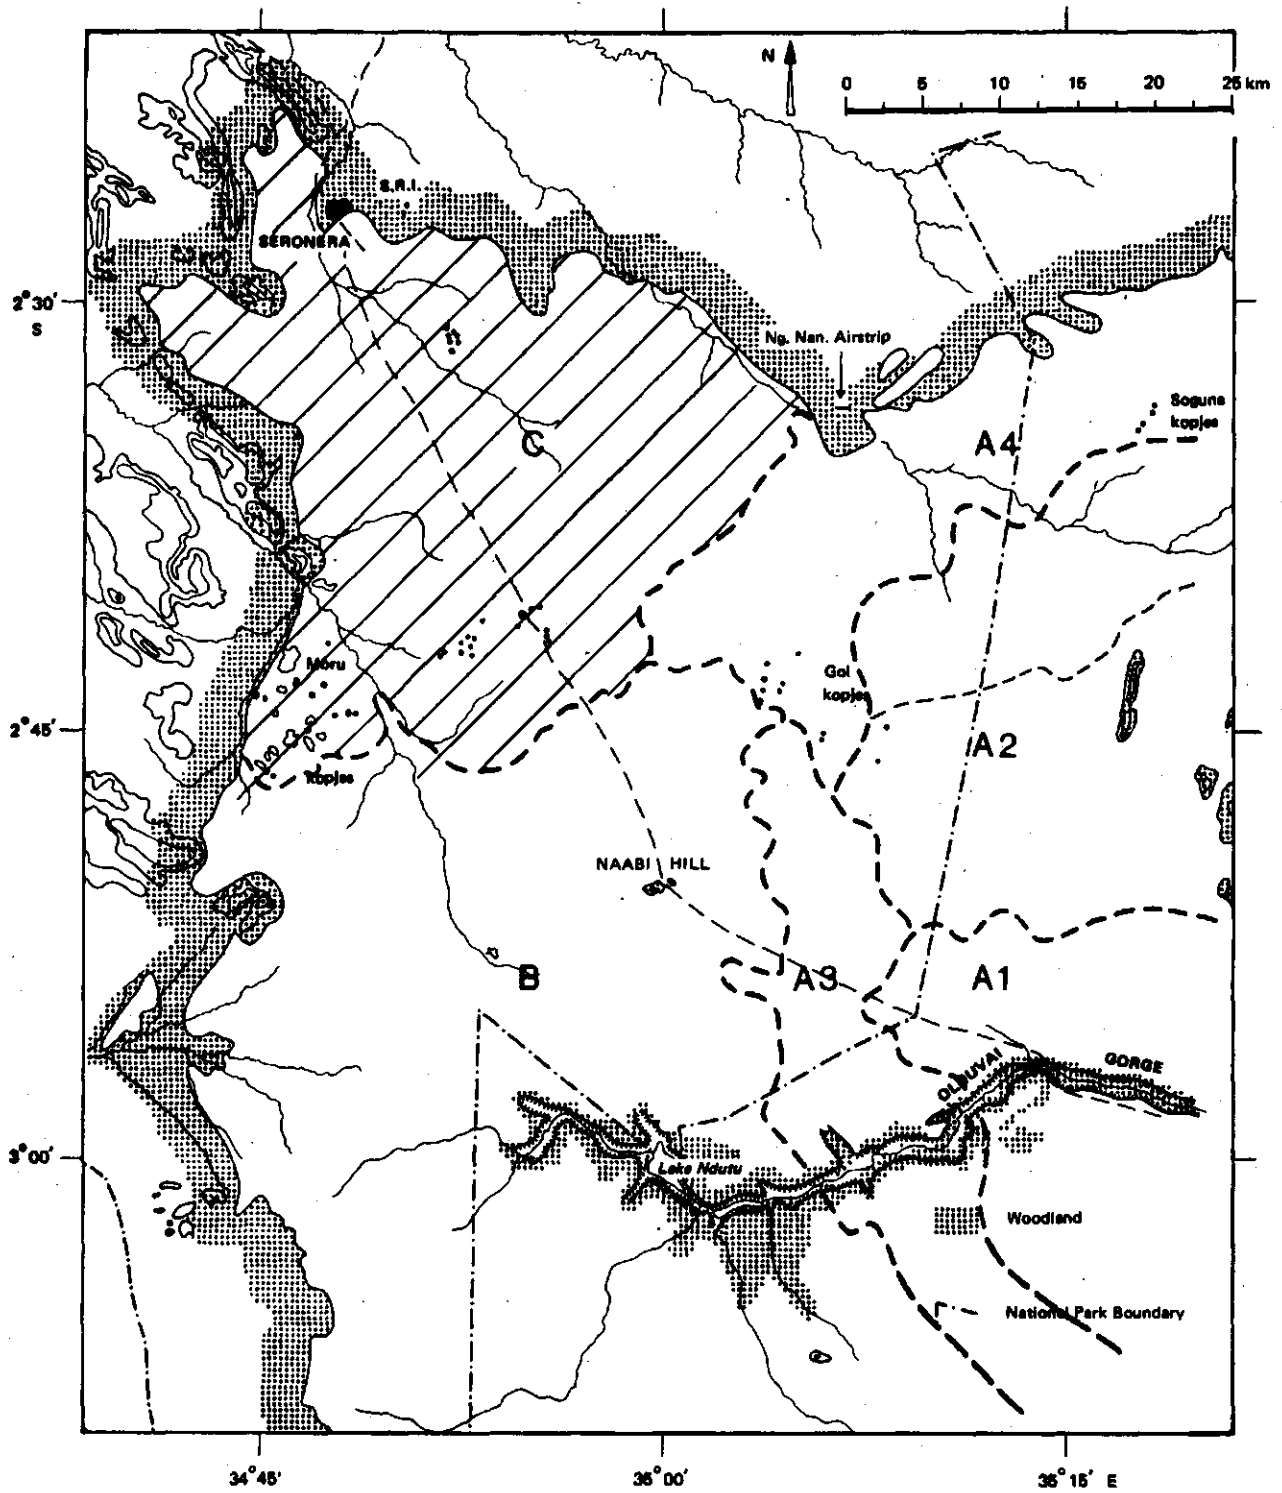 N
0 5 10 15 20 25 km
S.R.I.
SERONERA
2°30'
S
Ng. Nan. Airstrip
Soguna
kopjes
C
A4
Moru
Gol
kopjes
2°45'
A2
kopjes
NAABI HILL
B
A3
A1
OLDUVAI
GORGE
3°00'
Lake Ndutu
Woodland
National Park Boundary
34°45'
35°00'
35°15' E